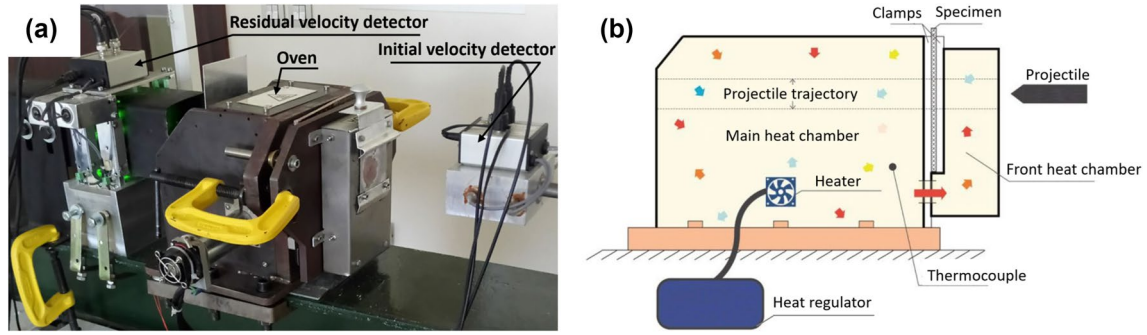 (a)
Residual velocity detector
Initial velocity detector
Oven
(b)
Clamps
Specimen
Projectile
Projectile trajectory
Main heat chamber
Front heat chamber
Heater
Thermocouple
Heat regulator